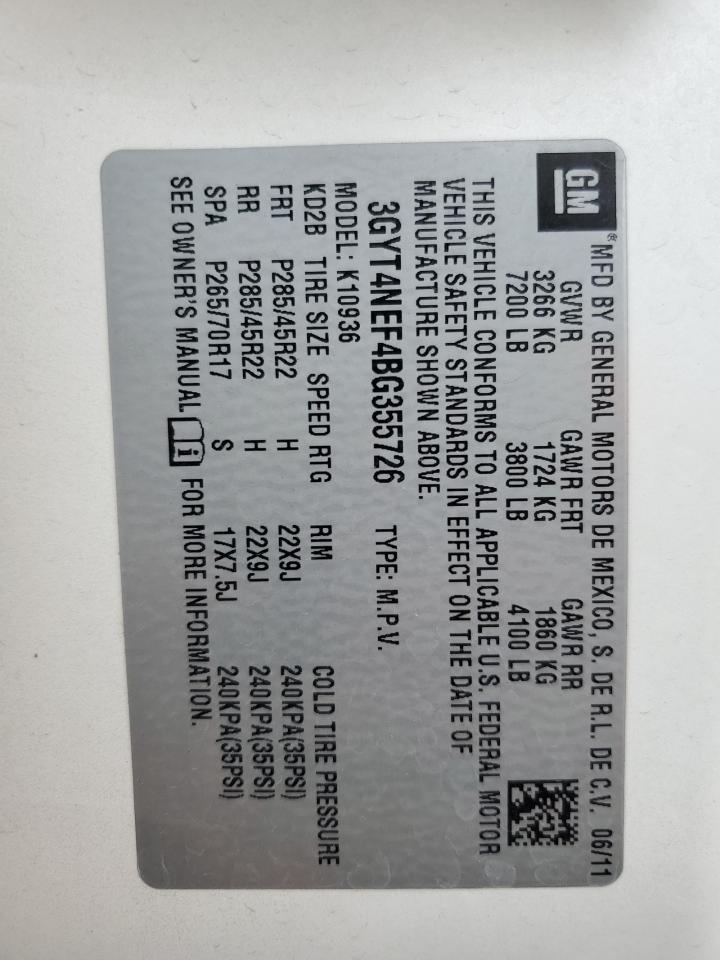 GM
® MFD BY GENERAL MOTORS DE MEXICO, S. DE R.L. DE C.V. 06/11
GVWR GAWR FRT GAWR RR
3266 KG 1724 KG 1860 KG
7200 LB 3800 LB 4100 LB
THIS VEHICLE CONFORMS TO ALL APPLICABLE U.S. FEDERAL MOTOR
VEHICLE SAFETY STANDARDS IN EFFECT ON THE DATE OF
MANUFACTURE SHOWN ABOVE.
3GYT4NEF4BG355726 TYPE: M.P.V.
MODEL: K10936
KD2B TIRE SIZE SPEED RTG RIM COLD TIRE PRESSURE
FRT P285/45R22 H 22X9J 240KPA(35PSI)
RR P285/45R22 H 22X9J 240KPA(35PSI)
SPA P265/70R17 S 17X7.5J 240KPA(35PSI)
SEE OWNER'S MANUAL i FOR MORE INFORMATION.